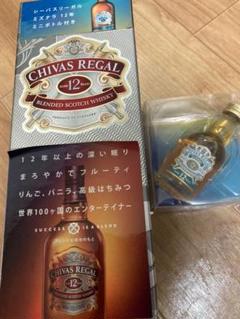 シーバスリーガル
ミズナラ 12年
ミニボトル付き
CHIVAS REGAL
12
BLENDED SCOTCH WHISKY
12年以上の深い眠り
まろやかでフルーティ
りんご、バニラ、高級はちみつ
世界100ヶ国のエンターテイナー
SUCCESS IS A BLEND
CHIVAS REGAL
12